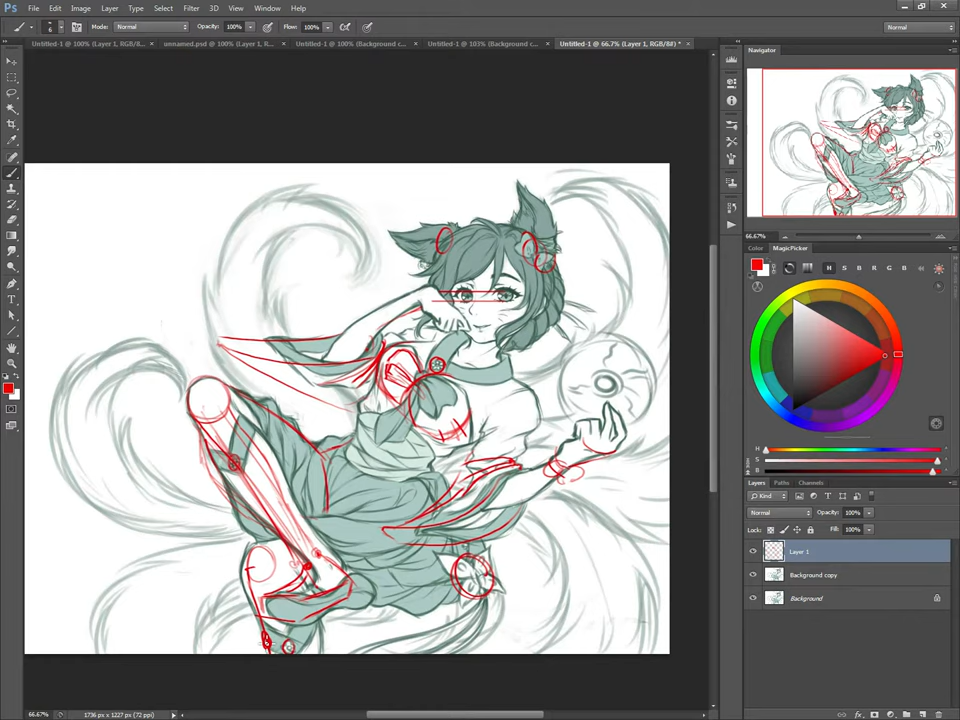 Ps File Edit Image Layer Type Select Filter 3D View Window Help
6 Mode: Normal Opacity: 100% Flow: 100% Normal
Untitled-1 @ 100% (Layer 1, RGB/8... × unnamed.psd @ 100% (Layer 1, R... × Untitled-1 @ 100% (Background c... × Untitled-1 @ 103% (Background c... × Untitled-1 @ 66.7% (Layer 1, RGB/8#) * ×
Navigator
66.67%
Color MagicPicker
H S B R G B
H
S
B
Layers Paths Channels
Kind
Normal Opacity: 100%
Lock: Fill: 100%
Layer 1
Background copy
Background
66.67% 1736 px x 1227 px (72 ppi)
fx